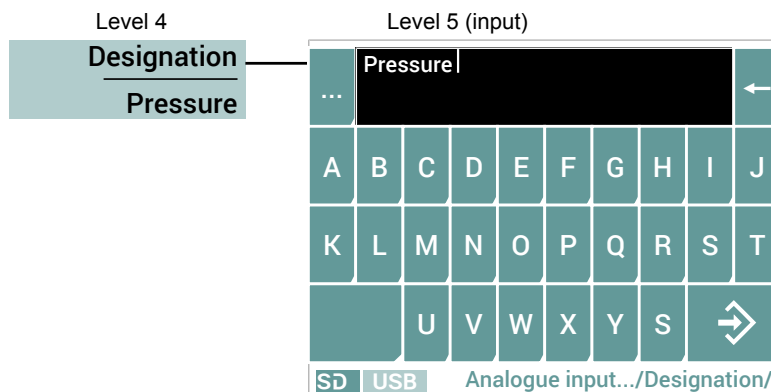 Level 4
Level 5 (input)
Designation
Pressure
Pressure
...
A B C D E F G H I J
K L M N O P Q R S T
U V W X Y S
SD USB Analogue input.../Designation/